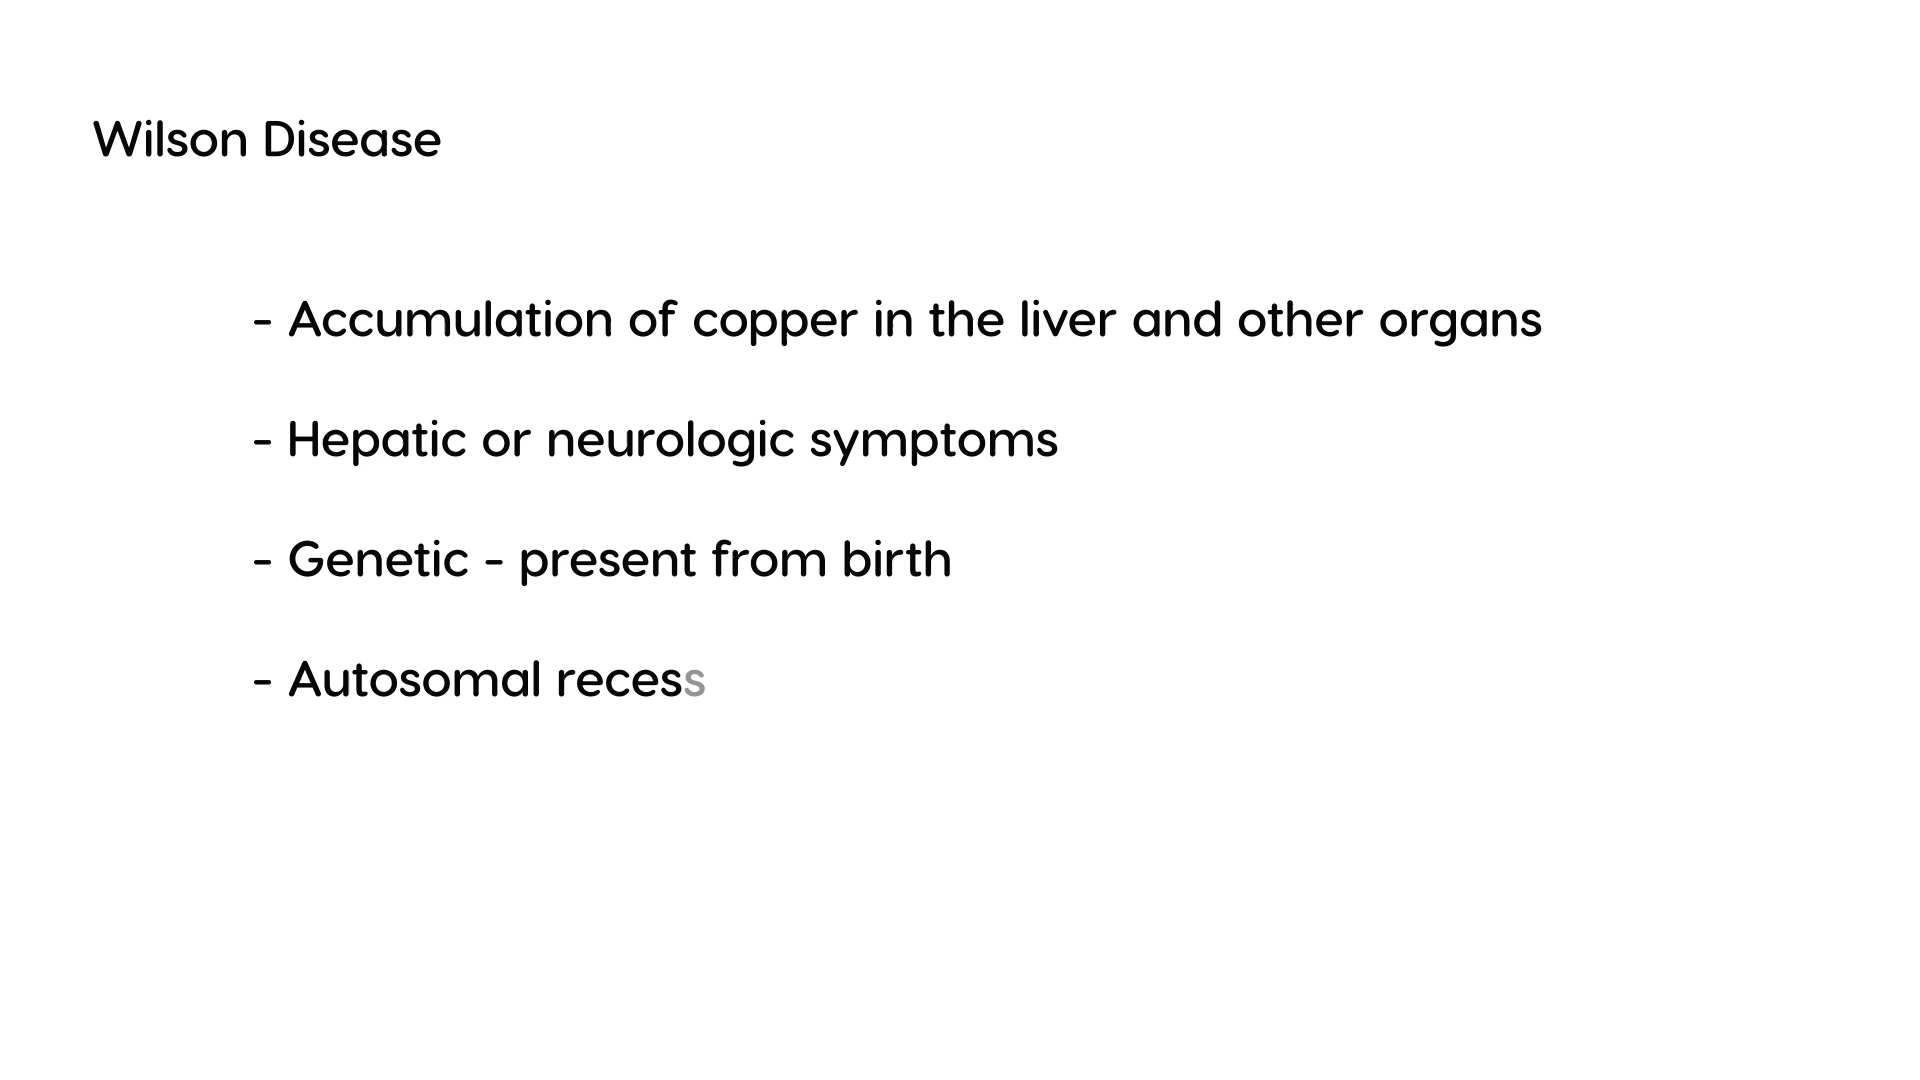 Wilson Disease
- Accumulation of copper in the liver and other organs
- Hepatic or neurologic symptoms
- Genetic - present from birth
- Autosomal recess